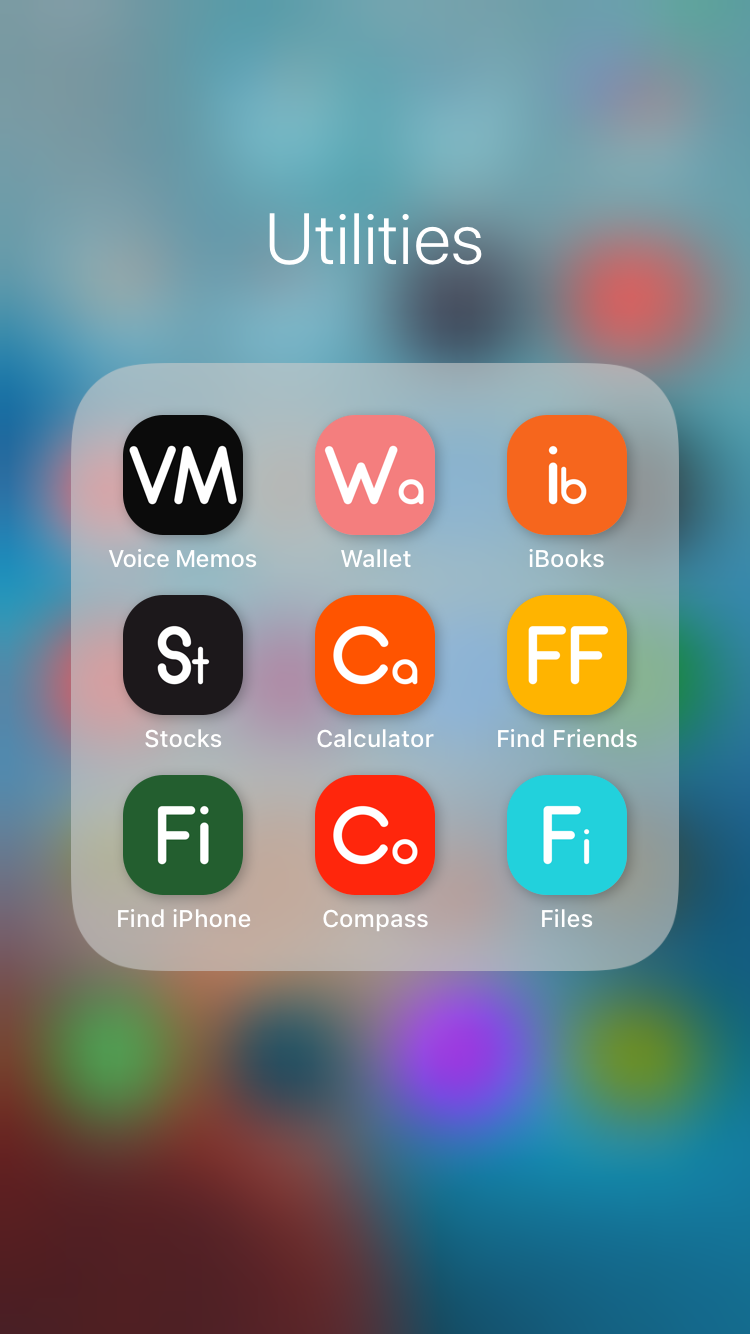 Utilities
VM Wa ib
Voice Memos Wallet iBooks
St Ca FF
Stocks Calculator Find Friends
Fi Co Fi
Find iPhone Compass Files